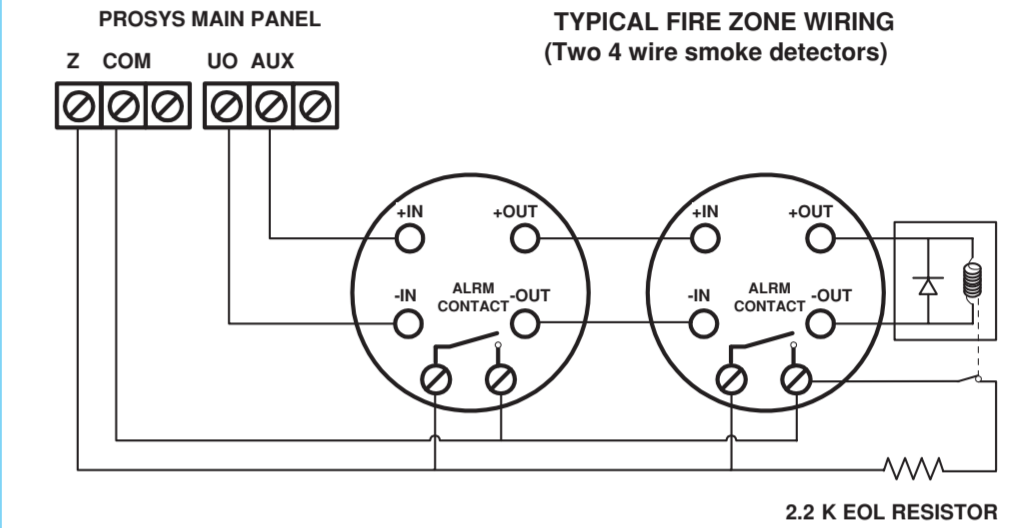 PROSYS MAIN PANEL
TYPICAL FIRE ZONE WIRING
(Two 4 wire smoke detectors)
Z COM UO AUX
+IN +OUT +IN +OUT
-IN ALRM CONTACT -OUT
-IN ALRM CONTACT -OUT
2.2 K EOL RESISTOR